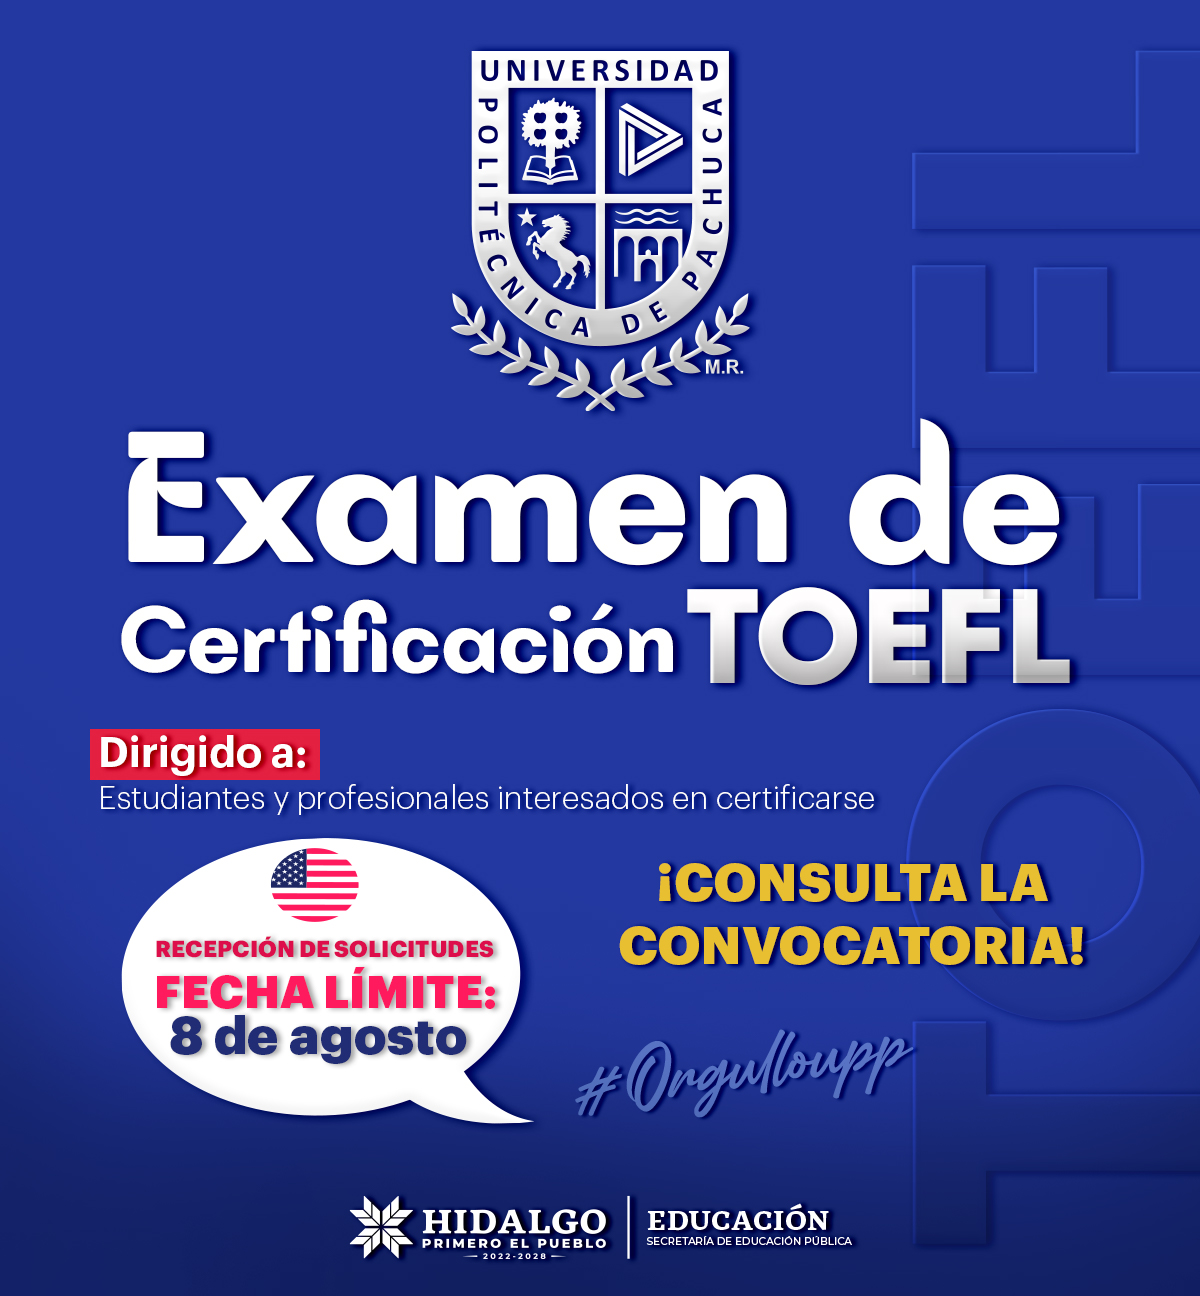 UNIVERSIDAD
POLITÉCNICA DE PACHUCA
M.R.
Examen de
Certificación TOEFL
Dirigido a:
Estudiantes y profesionales interesados en certificarse
RECEPCIÓN DE SOLICITUDES
FECHA LÍMITE:
8 de agosto
¡CONSULTA LA
CONVOCATORIA!
#Orgulloupp
TOEFL
HIDALGO
PRIMERO EL PUEBLO
2022-2028
EDUCACIÓN
SECRETARÍA DE EDUCACIÓN PÚBLICA